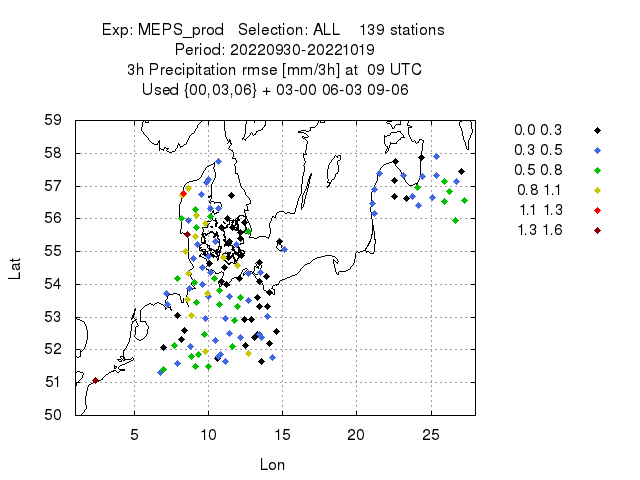 Exp: MEPS_prod Selection: ALL 139 stations
Period: 20220930-20221019
3h Precipitation rmse [mm/3h] at 09 UTC
Used {00,03,06} + 03-00 06-03 09-06
59
58
57
56
55
54
53
52
51
50
Lat
5 10 15 20 25
Lon
0.0 0.3
0.3 0.5
0.5 0.8
0.8 1.1
1.1 1.3
1.3 1.6